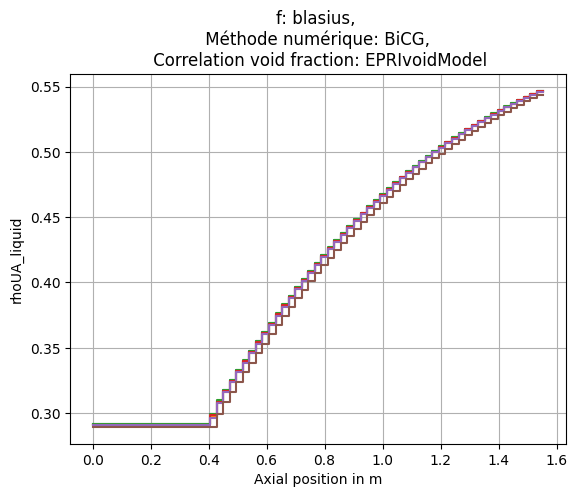 f: blasius,
Méthode numérique: BiCG,
Correlation void fraction: EPRIvoidModel
0.55
0.50
0.45
0.40
0.35
0.30
rhoUA_liquid
0.0 0.2 0.4 0.6 0.8 1.0 1.2 1.4 1.6
Axial position in m